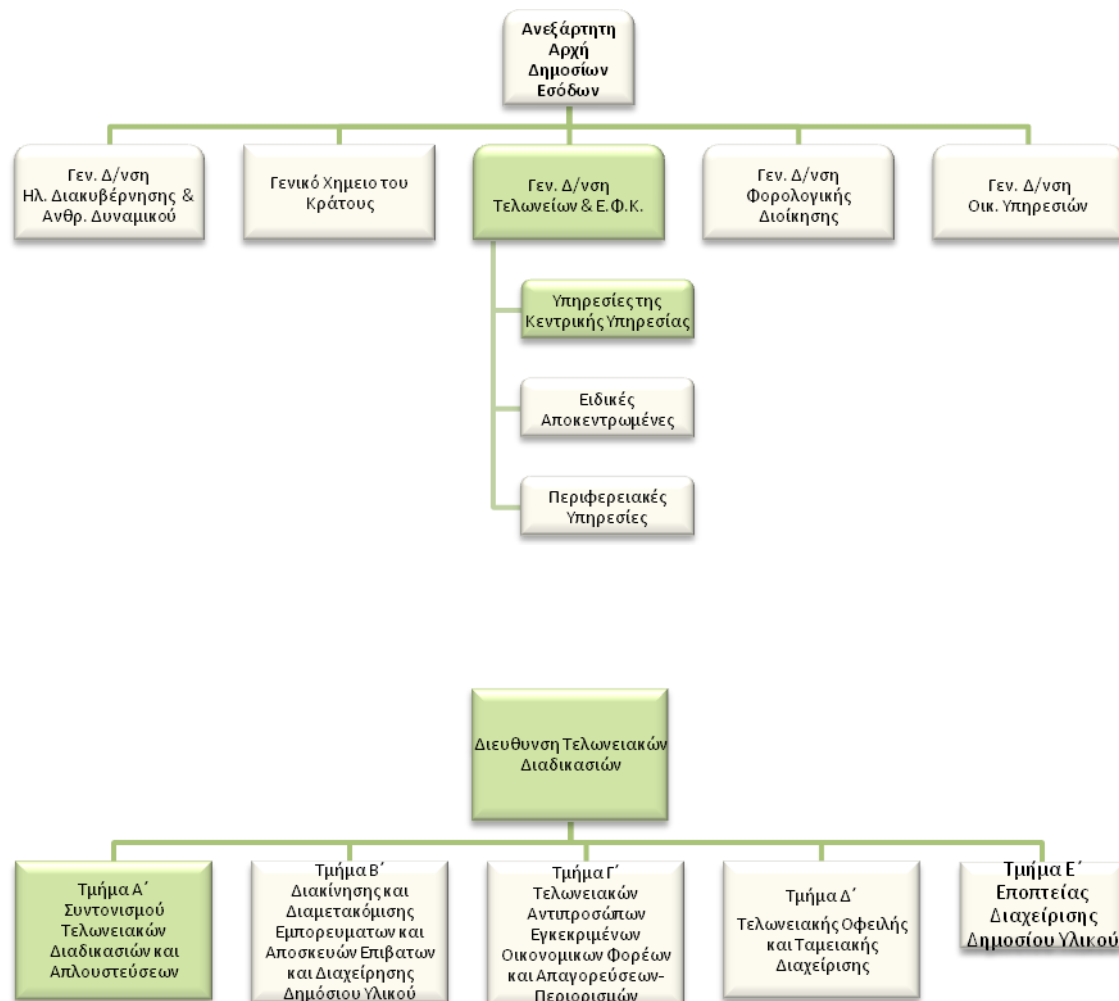 Ανεξάρτητη
Αρχή
Δημοσίων
Εσόδων
Γεν. Δ/νση
Ηλ. Διακυβέρνησης &
Ανθρ. Δυναμικού
Γενικό Χημειο του
Κράτους
Γεν. Δ/νση
Τελωνείων & Ε.Φ.Κ.
Γεν. Δ/νση
Φορολογικής
Διοίκησης
Γεν. Δ/νση
Οικ. Υπηρεσιών
Υπηρεσίες της
Κεντρικής Υπηρεσίας
Ειδικές
Αποκεντρωμένες
Περιφερειακές
Υπηρεσίες
Διευθυνση Τελωνειακών
Διαδικασιών
Τμήμα Α΄
Συντονισμού
Τελωνειακών
Διαδικασιών και
Απλουστεύσεων
Τμήμα Β΄
Διακίνησης και
Διαμετακόμισης
Εμπορευματων και
Αποσκευών Επιβατων
και Διαχείρησης
Δημόσιου Υλικού
Τμήμα Γ΄
Τελωνειακών
Αντιπροσώπων
Εγκεκριμένων
Οικονομικων Φορέων
και Απαγορεύσεων-
Περιορισμών
Τμήμα Δ΄
Τελωνειακής Οφειλής
και Ταμειακής
Διαχείρισης
Τμήμα Ε΄
Εποπτείας
Διαχείρισης
Δημοσίου Υλικού